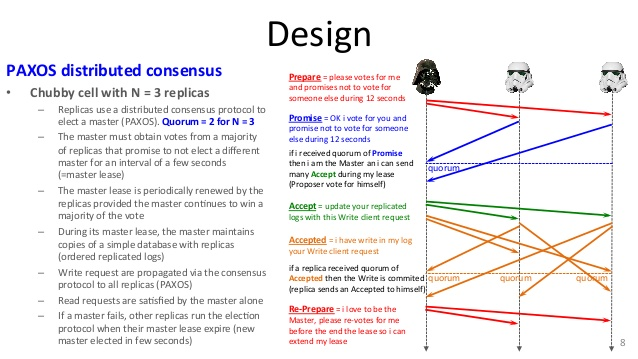 Design
PAXOS distributed consensus
• Chubby cell with N = 3 replicas
– Replicas use a distributed consensus protocol to
elect a master (PAXOS). Quorum = 2 for N = 3
– The master must obtain votes from a majority
of replicas that promise to not elect a different
master for an interval of a few seconds
(=master lease)
– The master lease is periodically renewed by the
replicas provided the master continues to win a
majority of the vote
– During its master lease, the master maintains
copies of a simple database with replicas
(ordered replicated logs)
– Write request are propagated via the consensus
protocol to all replicas (PAXOS)
– Read requests are satisfied by the master alone
– If a master fails, other replicas run the election
protocol when their master lease expire (new
master elected in few seconds)
Prepare = please votes for me
and promises not to vote for
someone else during 12 seconds
Promise = OK i vote for you and
promise not to vote for someone
else during 12 seconds
if i received quorum of Promise
then i am the Master an i can send
many Accept during my lease
(Proposer vote for himself)
quorum
Accept = update your replicated
logs with this Write client request
Accepted = i have write in my log
your Write client request
if a replica received quorum of
Accepted then the Write is commited
(replica sends an Accepted to himself)
quorum quorum quorum
Re-Prepare = i love to be the
Master, please re-votes for me
before the end the lease so i can
extend my lease
8